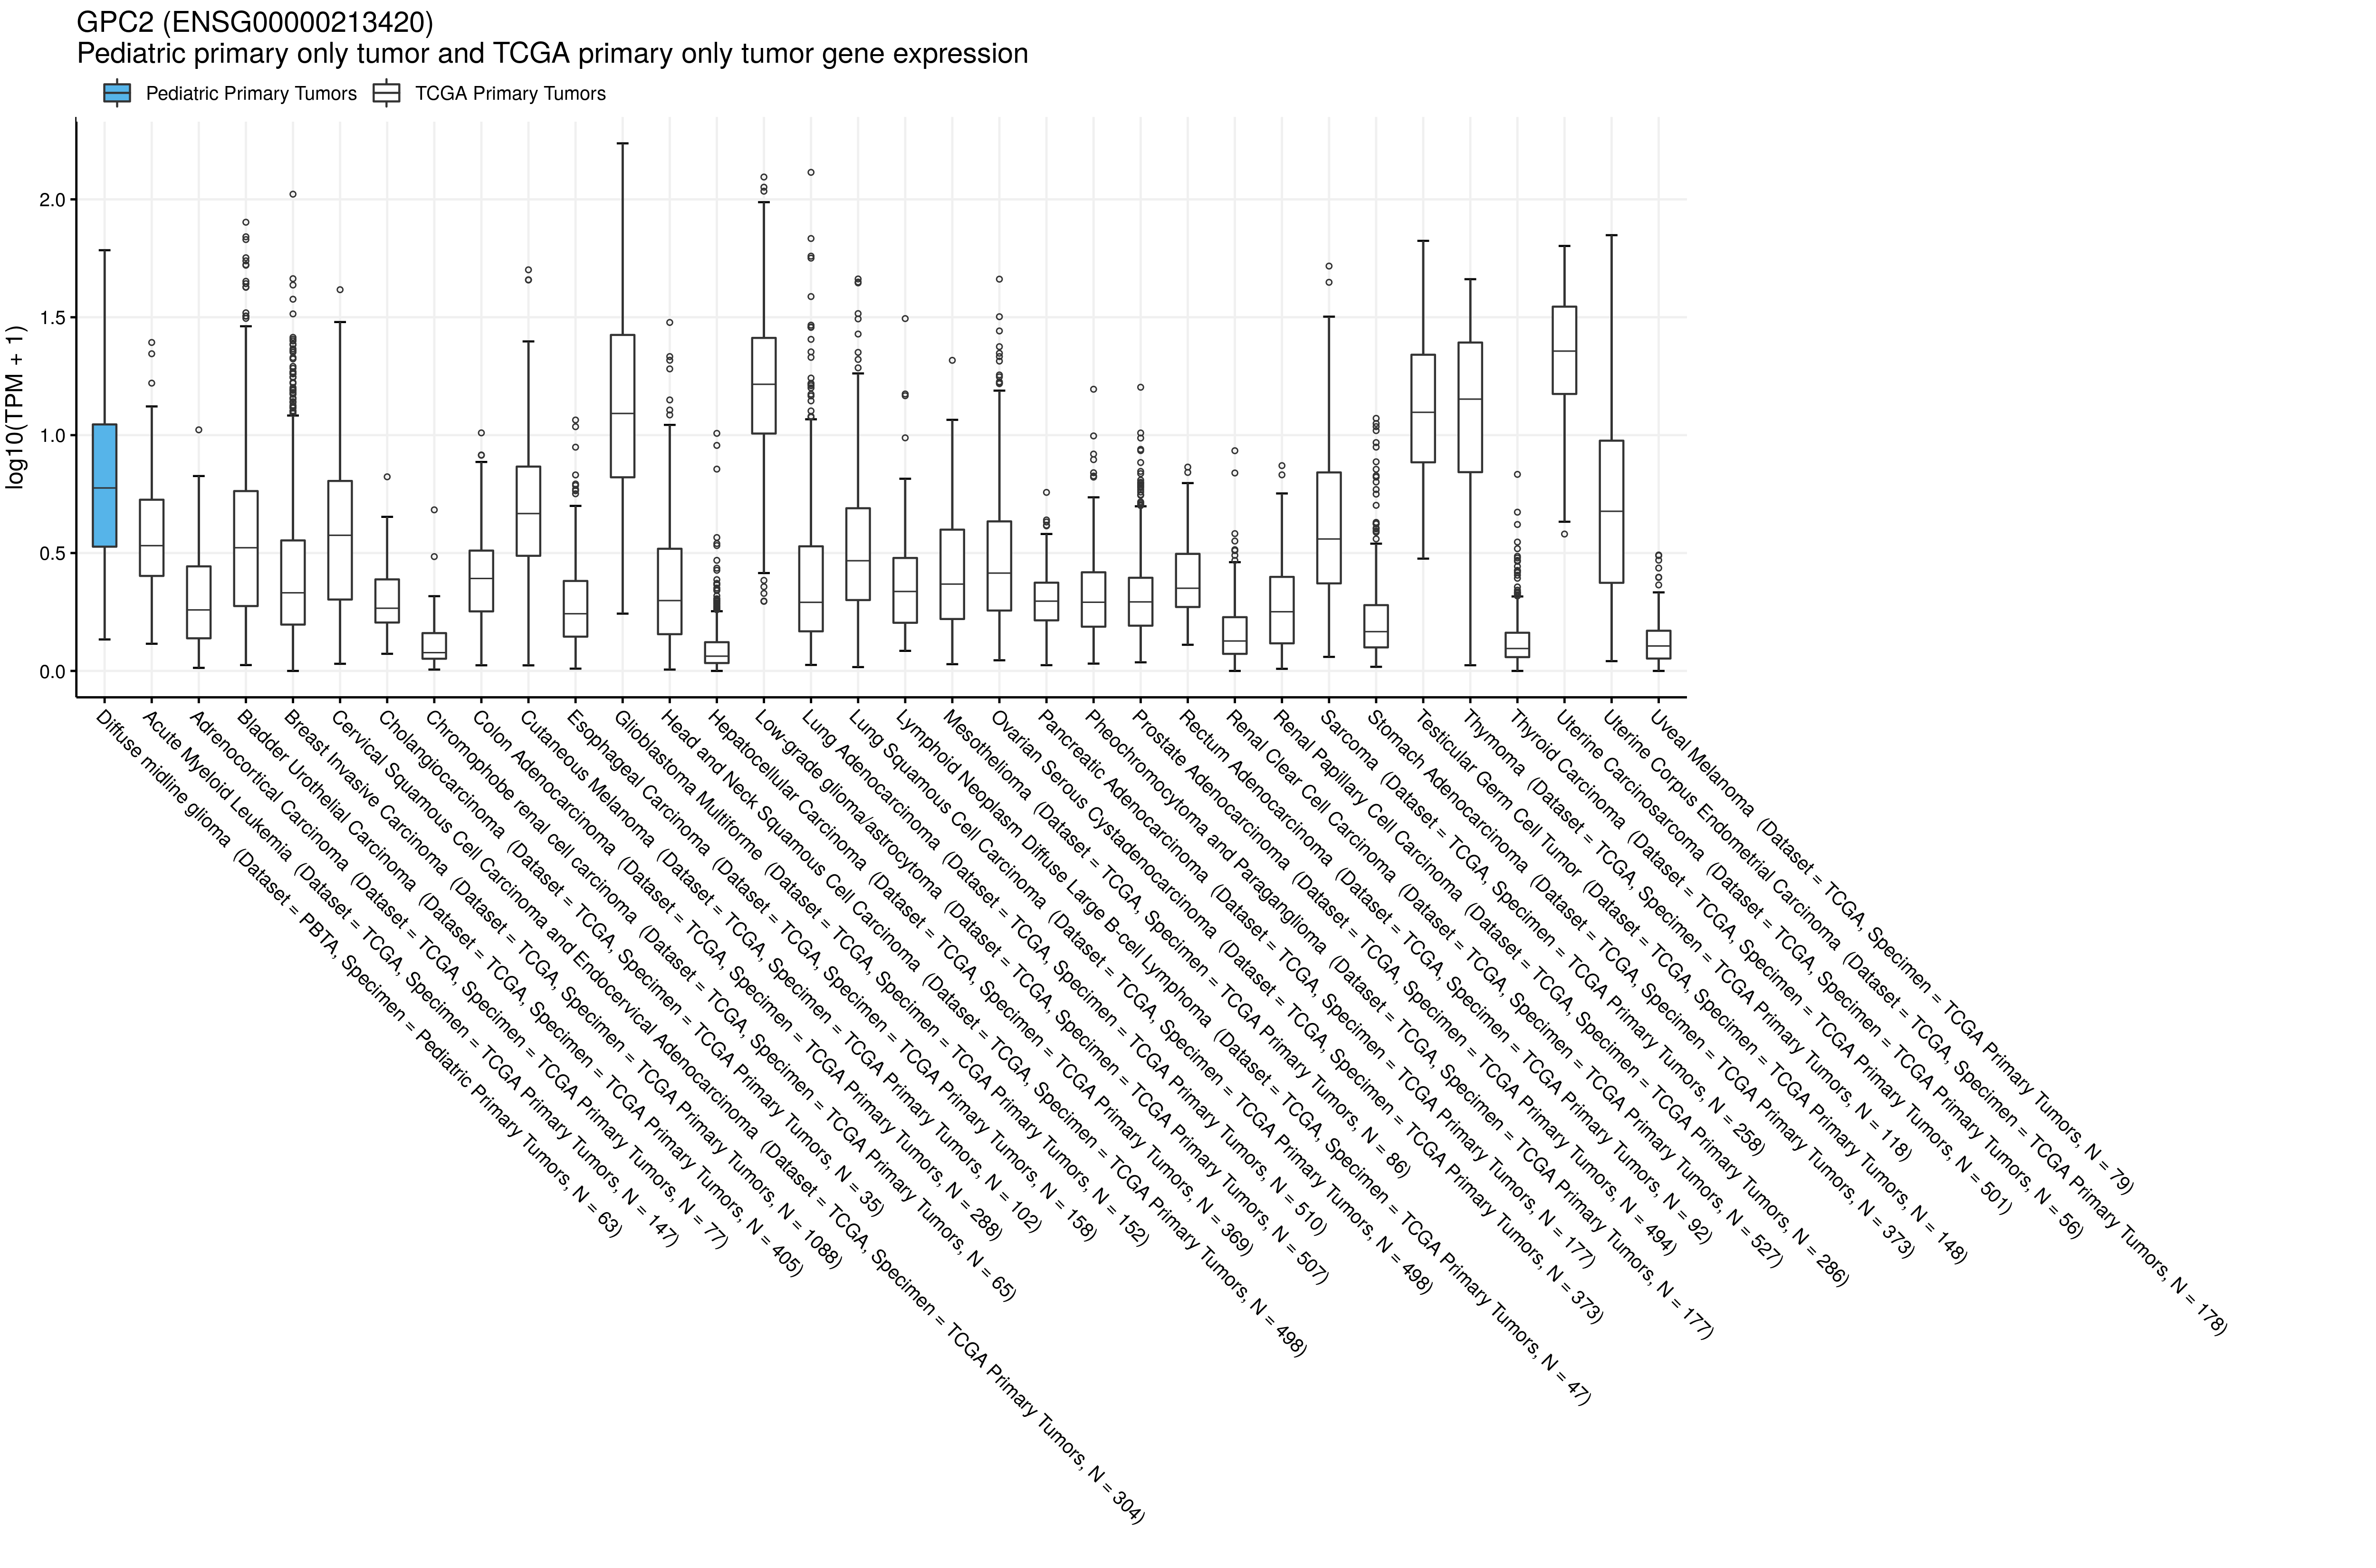 GPC2 (ENSG00000213420)
Pediatric primary only tumor and TCGA primary only tumor gene expression
Pediatric Primary Tumors
TCGA Primary Tumors
log10(TPM + 1)
2.0
1.5
1.0
0.5
0.0
Diffuse midline glioma (Dataset = PBTA, Specimen = Pediatric Primary Tumors, N = 63)
Acute Myeloid Leukemia (Dataset = TCGA, Specimen = TCGA Primary Tumors, N = 147)
Adrenocortical Carcinoma (Dataset = TCGA, Specimen = TCGA Primary Tumors, N = 77)
Bladder Urothelial Carcinoma (Dataset = TCGA, Specimen = TCGA Primary Tumors, N = 405)
Breast Invasive Carcinoma (Dataset = TCGA, Specimen = TCGA Primary Tumors, N = 1088)
Cervical Squamous Cell Carcinoma and Endocervical Adenocarcinoma (Dataset = TCGA, Specimen = TCGA Primary Tumors, N = 304)
Cholangiocarcinoma (Dataset = TCGA, Specimen = TCGA Primary Tumors, N = 35)
Chromophobe renal cell carcinoma (Dataset = TCGA, Specimen = TCGA Primary Tumors, N = 65)
Colon Adenocarcinoma (Dataset = TCGA, Specimen = TCGA Primary Tumors, N = 288)
Cutaneous Melanoma (Dataset = TCGA, Specimen = TCGA Primary Tumors, N = 102)
Esophageal Carcinoma (Dataset = TCGA, Specimen = TCGA Primary Tumors, N = 158)
Glioblastoma Multiforme (Dataset = TCGA, Specimen = TCGA Primary Tumors, N = 152)
Head and Neck Squamous Cell Carcinoma (Dataset = TCGA, Specimen = TCGA Primary Tumors, N = 498)
Hepatocellular Carcinoma (Dataset = TCGA, Specimen = TCGA Primary Tumors, N = 369)
Low-grade glioma/astrocytoma (Dataset = TCGA, Specimen = TCGA Primary Tumors, N = 507)
Lung Adenocarcinoma (Dataset = TCGA, Specimen = TCGA Primary Tumors, N = 510)
Lung Squamous Cell Carcinoma (Dataset = TCGA, Specimen = TCGA Primary Tumors, N = 498)
Lymphoid Neoplasm Diffuse Large B-cell Lymphoma (Dataset = TCGA, Specimen = TCGA Primary Tumors, N = 47)
Mesothelioma (Dataset = TCGA, Specimen = TCGA Primary Tumors, N = 86)
Ovarian Serous Cystadenocarcinoma (Dataset = TCGA, Specimen = TCGA Primary Tumors, N = 373)
Pancreatic Adenocarcinoma (Dataset = TCGA, Specimen = TCGA Primary Tumors, N = 177)
Pheochromocytoma and Paraganglioma (Dataset = TCGA, Specimen = TCGA Primary Tumors, N = 177)
Prostate Adenocarcinoma (Dataset = TCGA, Specimen = TCGA Primary Tumors, N = 494)
Rectum Adenocarcinoma (Dataset = TCGA, Specimen = TCGA Primary Tumors, N = 92)
Renal Clear Cell Carcinoma (Dataset = TCGA, Specimen = TCGA Primary Tumors, N = 527)
Renal Papillary Cell Carcinoma (Dataset = TCGA, Specimen = TCGA Primary Tumors, N = 286)
Sarcoma (Dataset = TCGA, Specimen = TCGA Primary Tumors, N = 258)
Stomach Adenocarcinoma (Dataset = TCGA, Specimen = TCGA Primary Tumors, N = 373)
Testicular Germ Cell Tumor (Dataset = TCGA, Specimen = TCGA Primary Tumors, N = 148)
Thymoma (Dataset = TCGA, Specimen = TCGA Primary Tumors, N = 118)
Thyroid Carcinoma (Dataset = TCGA, Specimen = TCGA Primary Tumors, N = 501)
Uterine Carcinosarcoma (Dataset = TCGA, Specimen = TCGA Primary Tumors, N = 56)
Uterine Corpus Endometrial Carcinoma (Dataset = TCGA, Specimen = TCGA Primary Tumors, N = 178)
Uveal Melanoma (Dataset = TCGA, Specimen = TCGA Primary Tumors, N = 79)